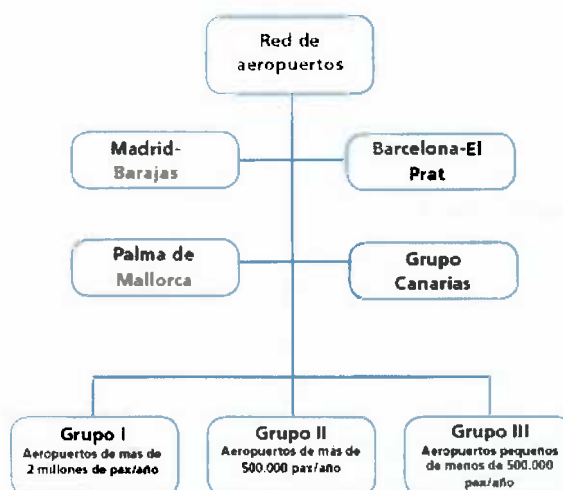 Red de
aeropuertos
Madrid-
Barajas
Barcelona-El
Prat
Palma de
Mallorca
Grupo
Canarias
Grupo I
Aeropuertos de mas de
2 millones de pax/año
Grupo II
Aeropuertos de más de
500.000 pax/año
Grupo III
Aeropuertos pequeños
de menos de 500.000
pax/año